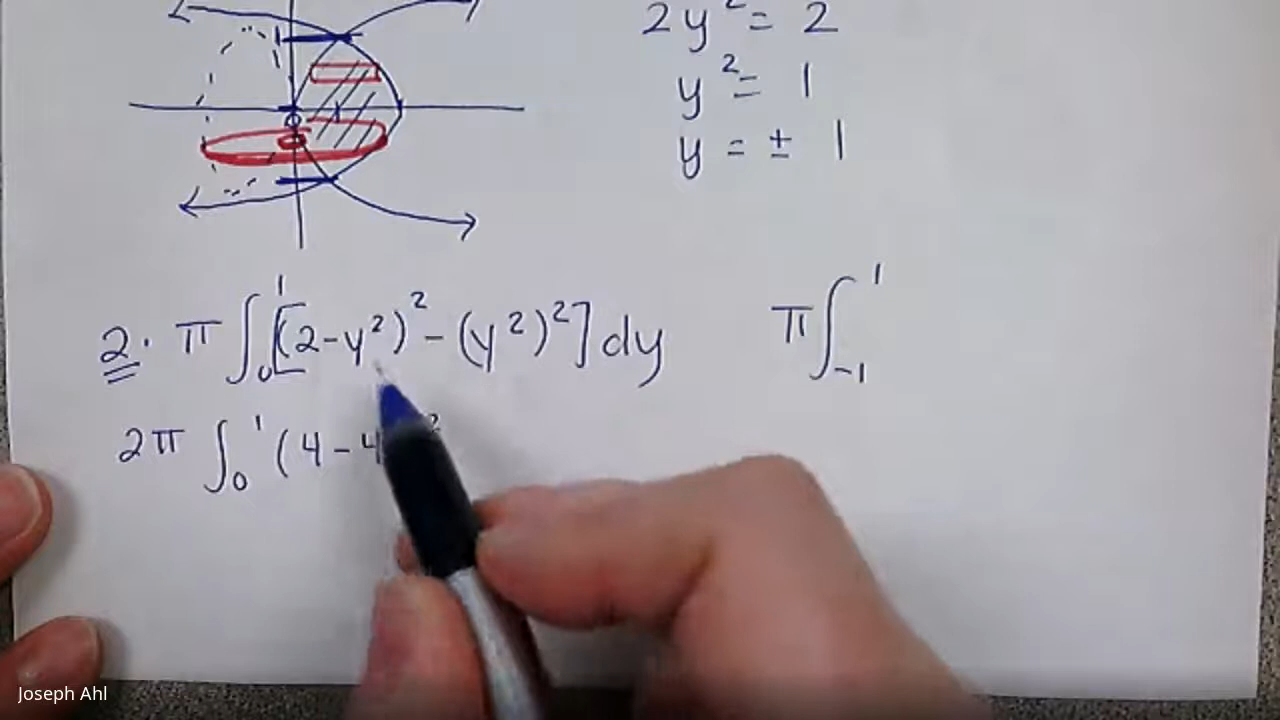 2y² = 2
y² = 1
y = ± 1
2 · π ∫₀¹ [(2-y²)² - (y²)²] dy
π ∫₋₁¹
2π ∫₀¹ (4 - 4
Joseph Ahl